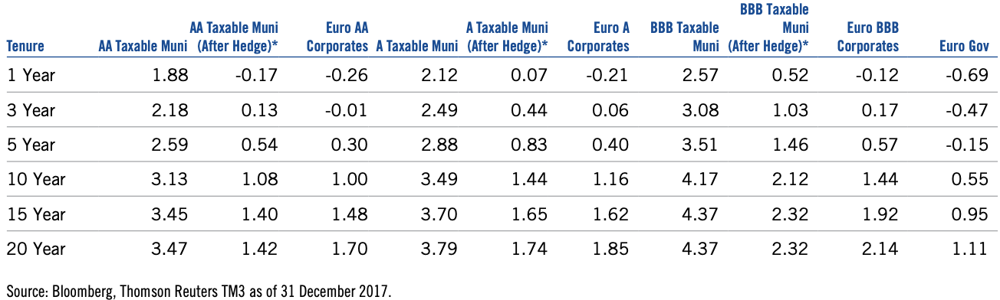 BBB Taxable
AA Taxable Muni Euro AA A Taxable Muni Euro A BBB Taxable Muni Euro BBB
Tenure AA Taxable Muni (After Hedge)* Corporates A Taxable Muni (After Hedge)* Corporates Muni (After Hedge)* Corporates Euro Gov
1 Year 1.88 -0.17 -0.26 2.12 0.07 -0.21 2.57 0.52 -0.12 -0.69
3 Year 2.18 0.13 -0.01 2.49 0.44 0.06 3.08 1.03 0.17 -0.47
5 Year 2.59 0.54 0.30 2.88 0.83 0.40 3.51 1.46 0.57 -0.15
10 Year 3.13 1.08 1.00 3.49 1.44 1.16 4.17 2.12 1.44 0.55
15 Year 3.45 1.40 1.48 3.70 1.65 1.62 4.37 2.32 1.92 0.95
20 Year 3.47 1.42 1.70 3.79 1.74 1.85 4.37 2.32 2.14 1.11
Source: Bloomberg, Thomson Reuters TM3 as of 31 December 2017.